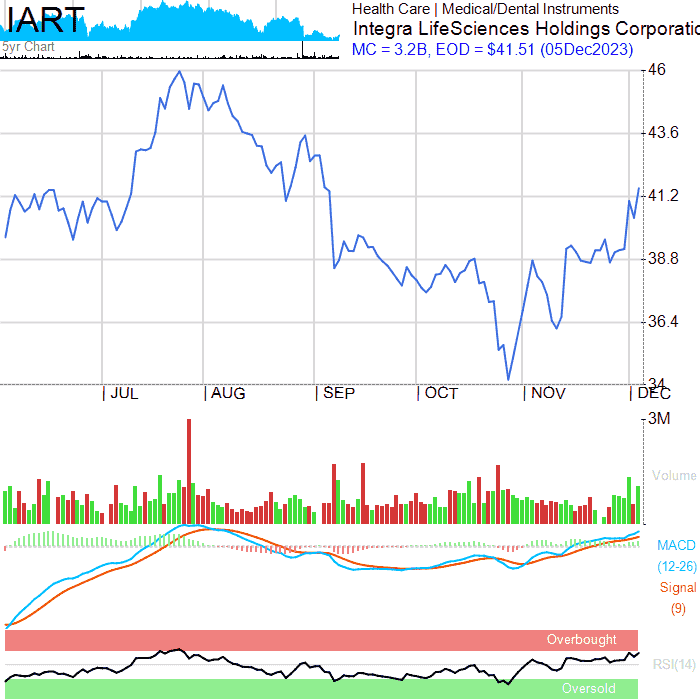 IART
Health Care | Medical/Dental Instruments
Integra LifeSciences Holdings Corporatio
5yr Chart
MC = 3.2B, EOD = $41.51 (05Dec2023)
46
43.6
41.2
38.8
36.4
34
| JUL | AUG | SEP | OCT | NOV | DEC
3M
Volume
MACD
(12-26)
Signal
(9)
Overbought
RSI(14)
Oversold